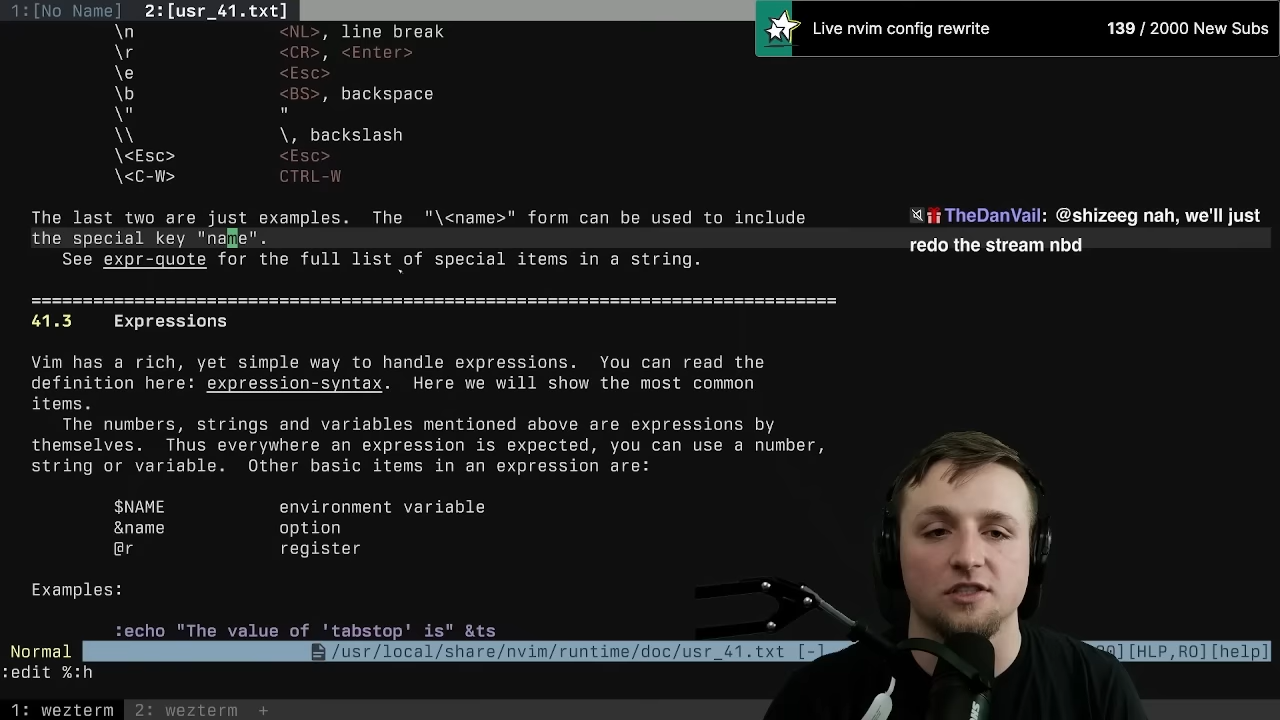 1:[No Name]  2:[usr_41.txt]
Live nvim config rewrite  139 / 2000 New Subs
\n  <NL>, line break
\r  <CR>, <Enter>
\e  <Esc>
\b  <BS>, backspace
\"  "
\\  \, backslash
\<Esc>  <Esc>
\<C-W>  CTRL-W
The last two are just examples.  The  "\<name>" form can be used to include
the special key "name".
See expr-quote for the full list of special items in a string.
TheDanVail: @shizeeg nah, we'll just
redo the stream nbd
==============================================================================
41.3  Expressions
Vim has a rich, yet simple way to handle expressions.  You can read the
definition here: expression-syntax.  Here we will show the most common
items.
The numbers, strings and variables mentioned above are expressions by
themselves.  Thus everywhere an expression is expected, you can use a number,
string or variable.  Other basic items in an expression are:
$NAME  environment variable
&name  option
@r  register
Examples:
:echo "The value of 'tabstop' is" &ts
Normal  /usr/local/share/nvim/runtime/doc/usr_41.txt [-]  [HLP,RO][help]
:edit %:h
1: wezterm  2: wezterm  +